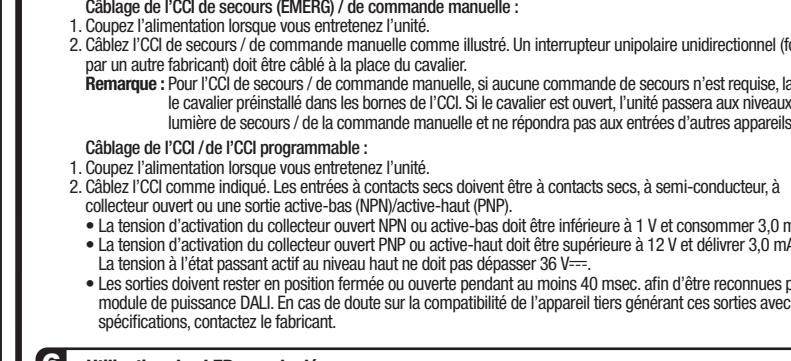 Câblage de l'CCI de secours (EMERG) / de commande manuelle :
1. Coupez l'alimentation lorsque vous entretenez l'unité.
2. Câblez l'CCI de secours / de commande manuelle comme illustré. Un interrupteur unipolaire unidirectionnel (fo
par un autre fabricant) doit être câblé à la place du cavalier.
Remarque : Pour l'CCI de secours / de commande manuelle, si aucune commande de secours n'est requise, la
le cavalier préinstallé dans les bornes de l'CCI. Si le cavalier est ouvert, l'unité passera aux niveaux
lumière de secours / de la commande manuelle et ne répondra pas aux entrées d'autres appareils
Câblage de l'CCI / de l'CCI programmable :
1. Coupez l'alimentation lorsque vous entretenez l'unité.
2. Câblez l'CCI comme indiqué. Les entrées à contacts secs doivent être à contacts secs, à semi-conducteur, à
collecteur ouvert ou une sortie active-bas (NPN)/active-haut (PNP).
• La tension d'activation du collecteur ouvert NPN ou active-bas doit être inférieure à 1 V et consommer 3,0 m
• La tension d'activation du collecteur ouvert PNP ou active-haut doit être supérieure à 12 V et délivrer 3,0 mA
La tension à l'état passant actif au niveau haut ne doit pas dépasser 36 V⎓.
• Les sorties doivent rester en position fermée ou ouverte pendant au moins 40 msec. afin d'être reconnues p
module de puissance DALI. En cas de doute sur la compatibilité de l'appareil tiers générant ces sorties avec
spécifications, contactez le fabricant.